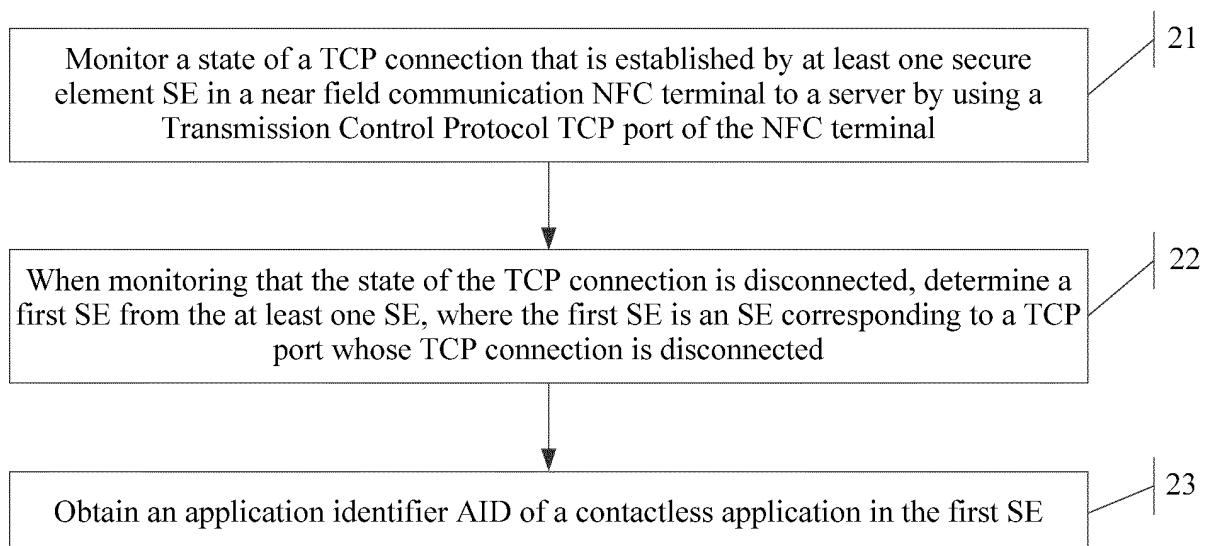 Monitor a state of a TCP connection that is established by at least one secure
element SE in a near field communication NFC terminal to a server by using a
Transmission Control Protocol TCP port of the NFC terminal
21
When monitoring that the state of the TCP connection is disconnected, determine a
first SE from the at least one SE, where the first SE is an SE corresponding to a TCP
port whose TCP connection is disconnected
22
Obtain an application identifier AID of a contactless application in the first SE
23